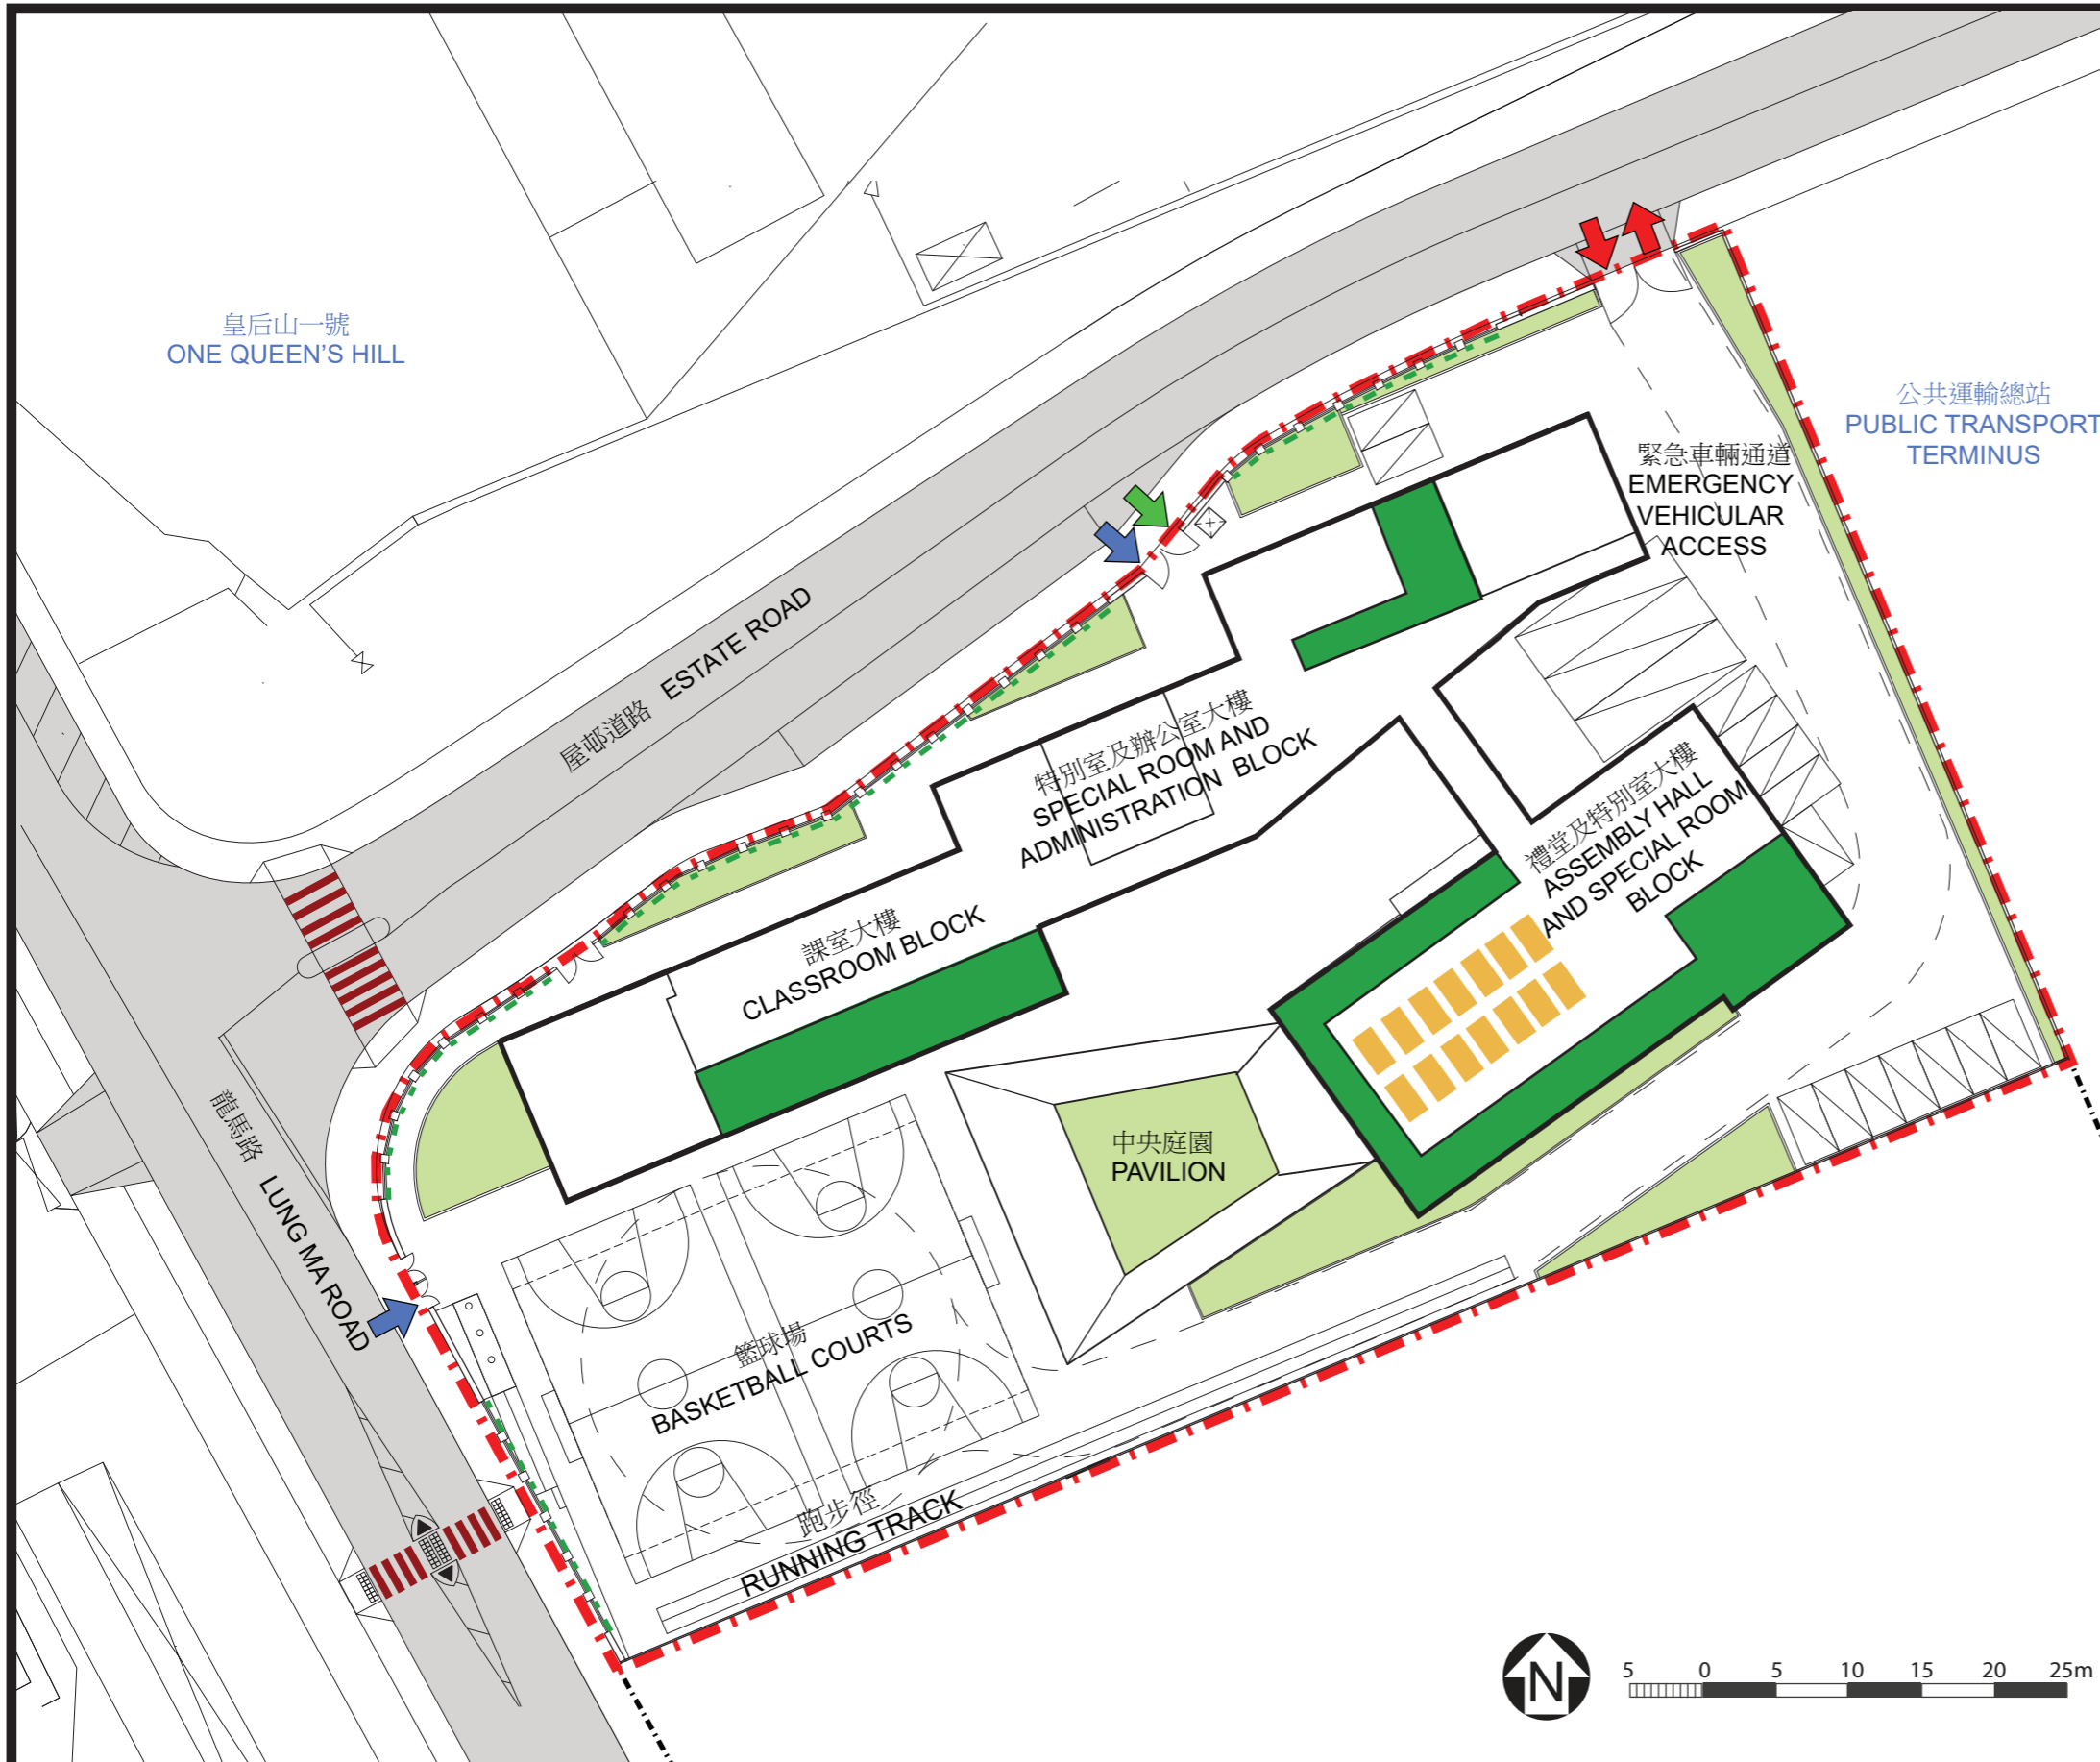 皇后山一號
ONE QUEEN'S HILL
公共運輸總站
PUBLIC TRANSPORT
TERMINUS
緊急車輛通道
EMERGENCY
VEHICULAR
ACCESS
屋邨道路 ESTATE ROAD
特別室及辦公室大樓
SPECIAL ROOM AND
ADMINISTRATION BLOCK
禮堂及特別室大樓
ASSEMBLY HALL
AND SPECIAL ROOM
BLOCK
課室大樓
CLASSROOM BLOCK
龍馬路 LUNG MA ROAD
中央庭園
PAVILION
籃球場
BASKETBALL COURTS
跑步徑
RUNNING TRACK
N
5 0 5 10 15 20 25m